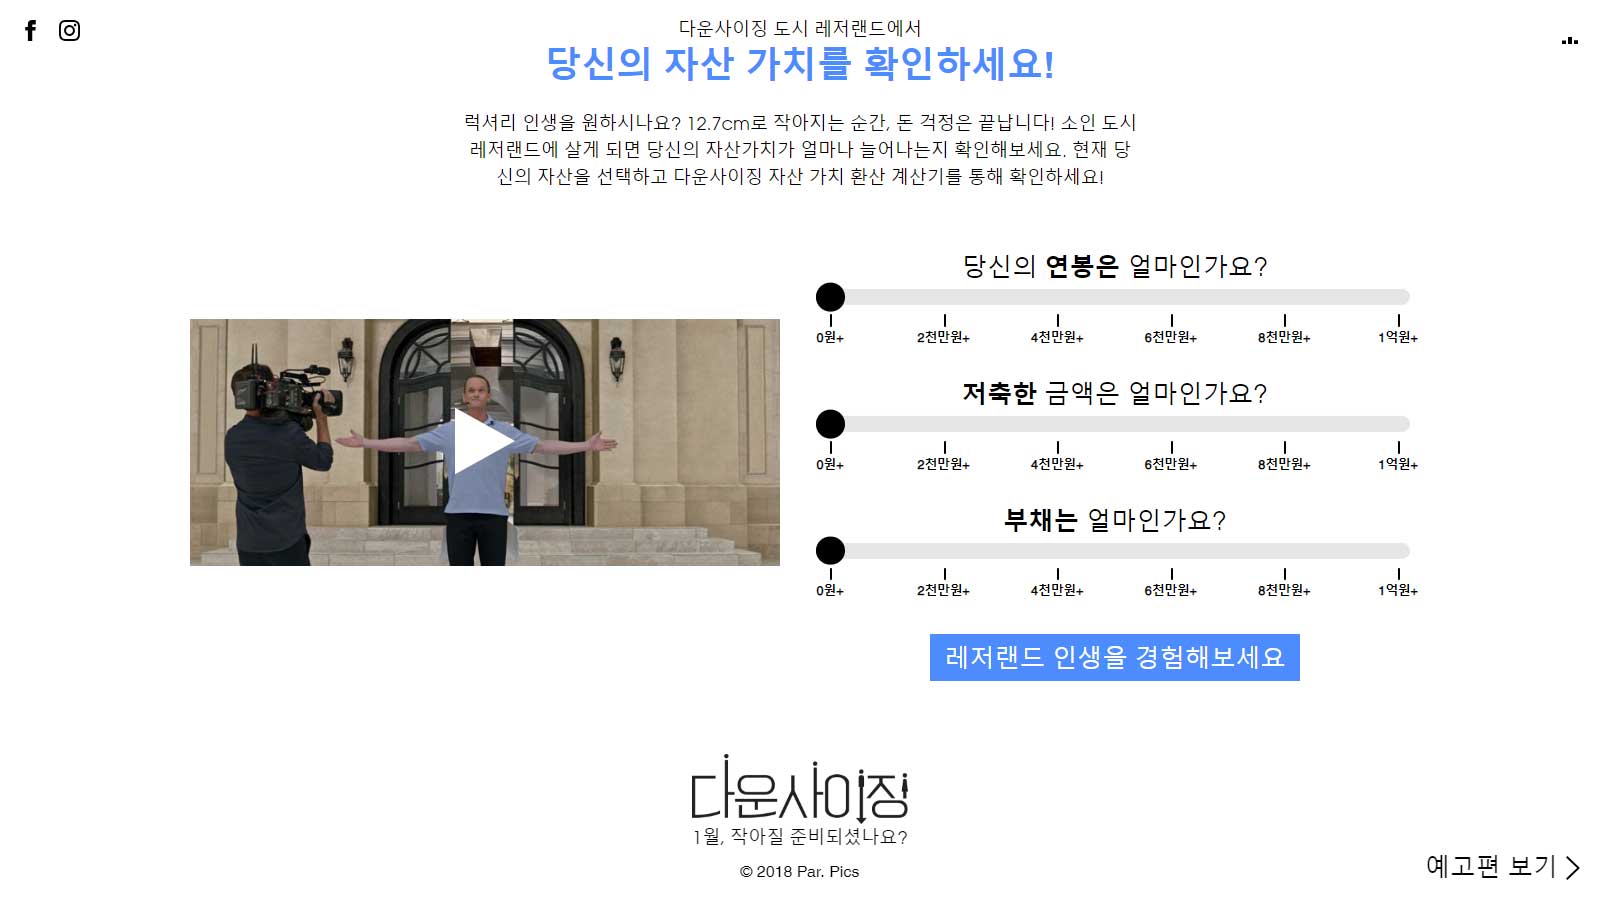 다운사이징 도시 레저랜드에서
당신의 자산 가치를 확인하세요!
럭셔리 인생을 원하시나요? 12.7cm로 작아지는 순간, 돈 걱정은 끝납니다! 소인 도시
레저랜드에 살게 되면 당신의 자산가치가 얼마나 늘어나는지 확인해보세요. 현재 당
신의 자산을 선택하고 다운사이징 자산 가치 환산 계산기를 통해 확인하세요!
당신의 연봉은 얼마인가요?
0원+ 2천만원+ 4천만원+ 6천만원+ 8천만원+ 1억원+
저축한 금액은 얼마인가요?
0원+ 2천만원+ 4천만원+ 6천만원+ 8천만원+ 1억원+
부채는 얼마인가요?
0원+ 2천만원+ 4천만원+ 6천만원+ 8천만원+ 1억원+
레저랜드 인생을 경험해보세요
다운사이징
1월, 작아질 준비되셨나요?
© 2018 Par. Pics
예고편 보기